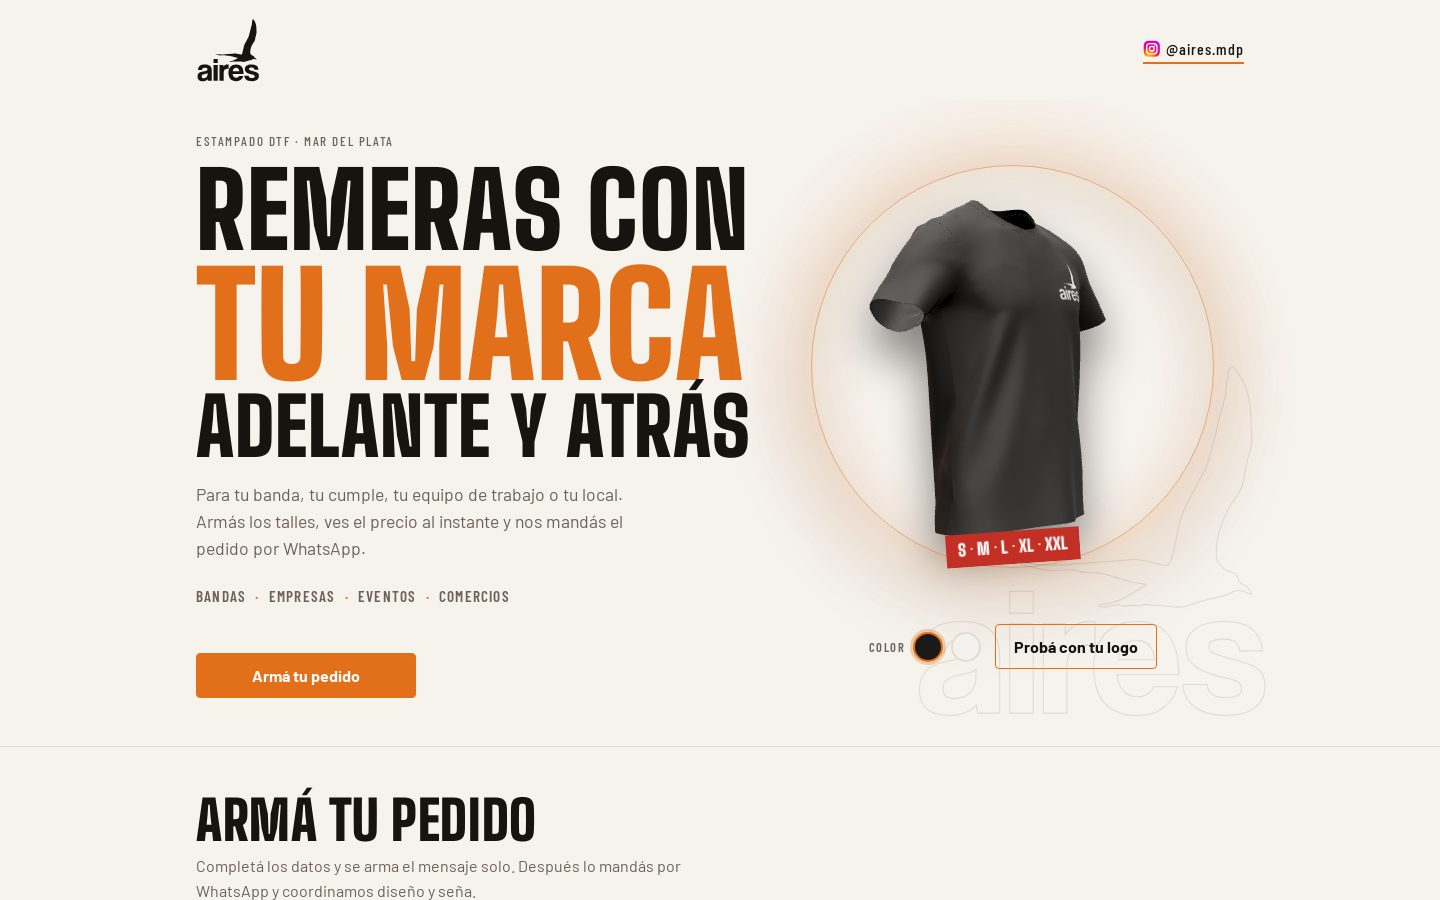 aires
@aires.mdp
ESTAMPADO DTF · MAR DEL PLATA
REMERAS CON
TU MARCA
ADELANTE Y ATRÁS
Para tu banda, tu cumple, tu equipo de trabajo o tu local.
Armás los talles, ves el precio al instante y nos mandás el
pedido por WhatsApp.
BANDAS · EMPRESAS · EVENTOS · COMERCIOS
Armá tu pedido
aires
S · M · L · XL · XXL
COLOR
Probá con tu logo
aires
ARMÁ TU PEDIDO
Completá los datos y se arma el mensaje solo. Después lo mandás por
WhatsApp y coordinamos diseño y seña.